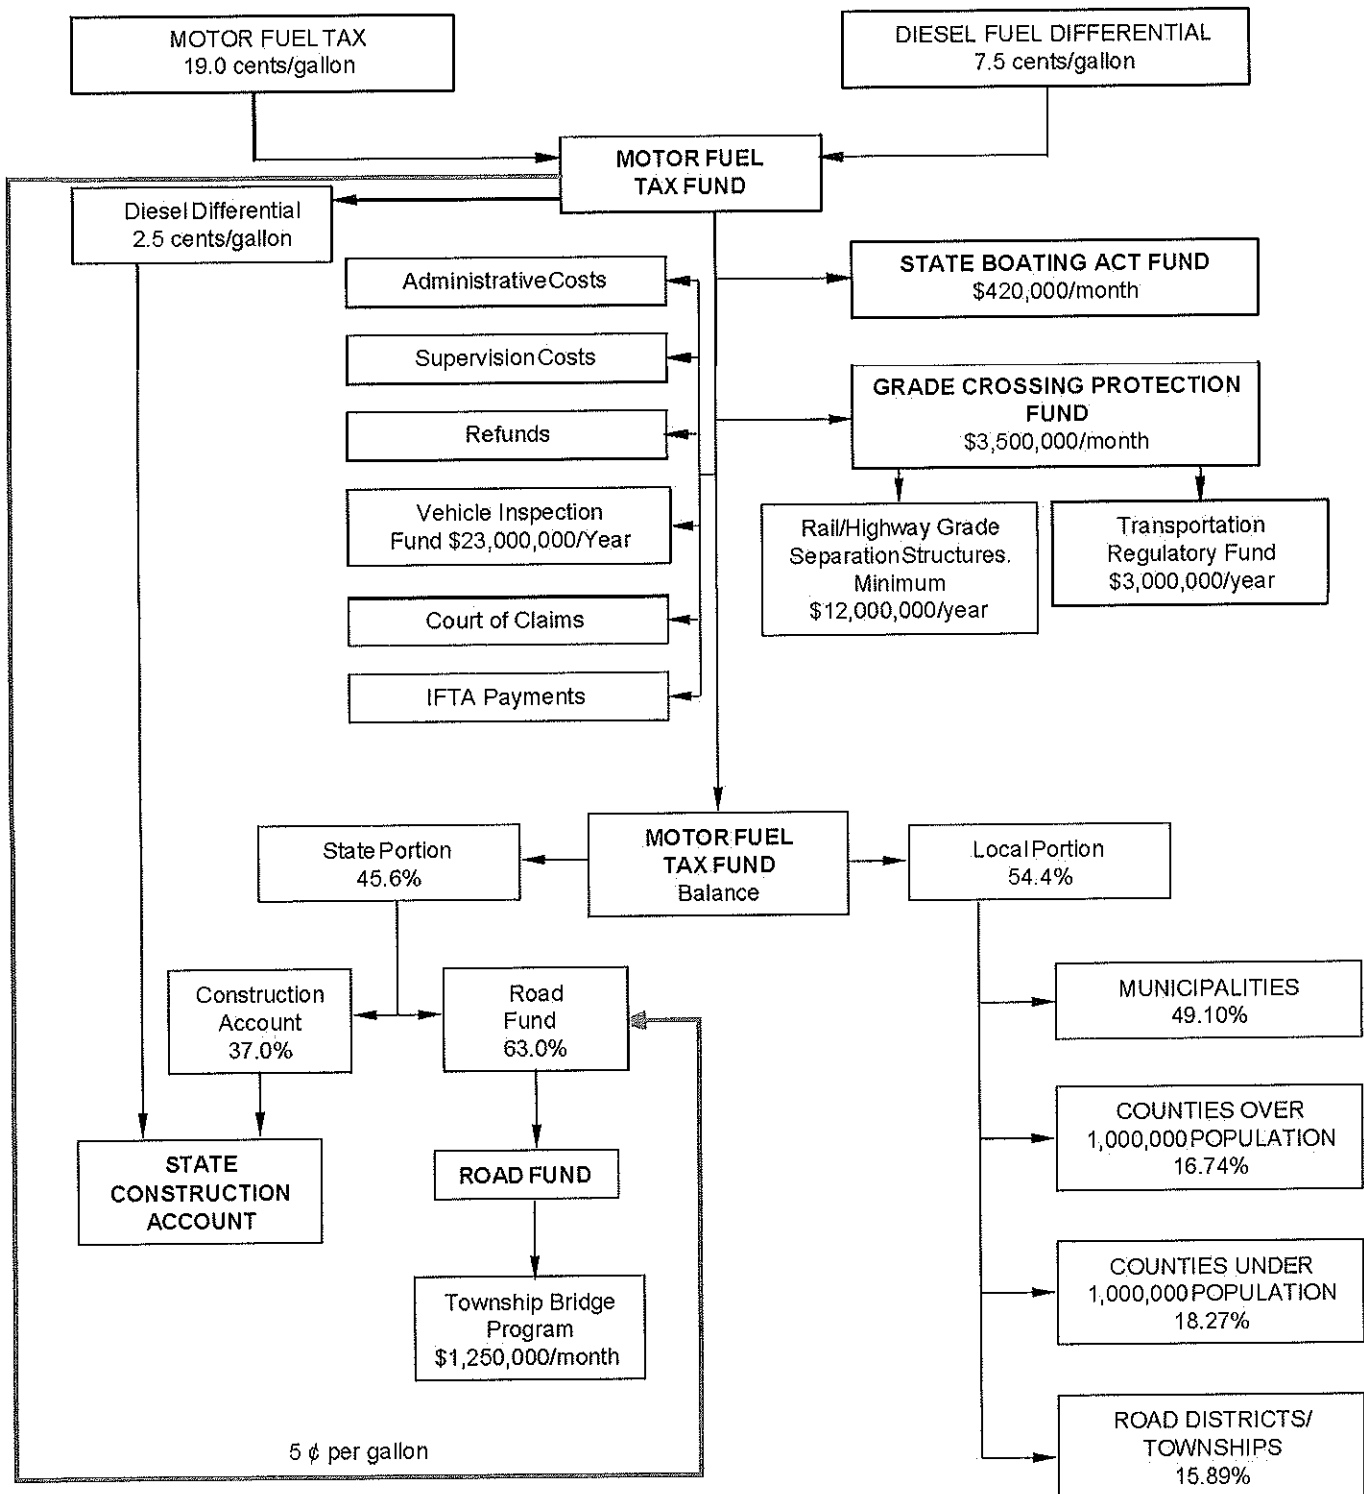 MOTOR FUEL TAX
19.0 cents/gallon
DIESEL FUEL DIFFERENTIAL
7.5 cents/gallon
MOTOR FUEL
TAX FUND
Diesel Differential
2.5 cents/gallon
Administrative Costs
STATE BOATING ACT FUND
$420,000/month
Supervision Costs
GRADE CROSSING PROTECTION
FUND
$3,500,000/month
Refunds
Vehicle Inspection
Fund $23,000,000/Year
Rail/Highway Grade
Separation Structures.
Minimum
$12,000,000/year
Transportation
Regulatory Fund
$3,000,000/year
Court of Claims
IFTA Payments
State Portion
45.6%
MOTOR FUEL
TAX FUND
Balance
Local Portion
54.4%
Construction
Account
37.0%
Road
Fund
63.0%
MUNICIPALITIES
49.10%
COUNTIES OVER
1,000,000 POPULATION
16.74%
STATE
CONSTRUCTION
ACCOUNT
ROAD FUND
COUNTIES UNDER
1,000,000 POPULATION
18.27%
Township Bridge
Program
$1,250,000/month
ROAD DISTRICTS/
TOWNSHIPS
15.89%
5 ¢ per gallon